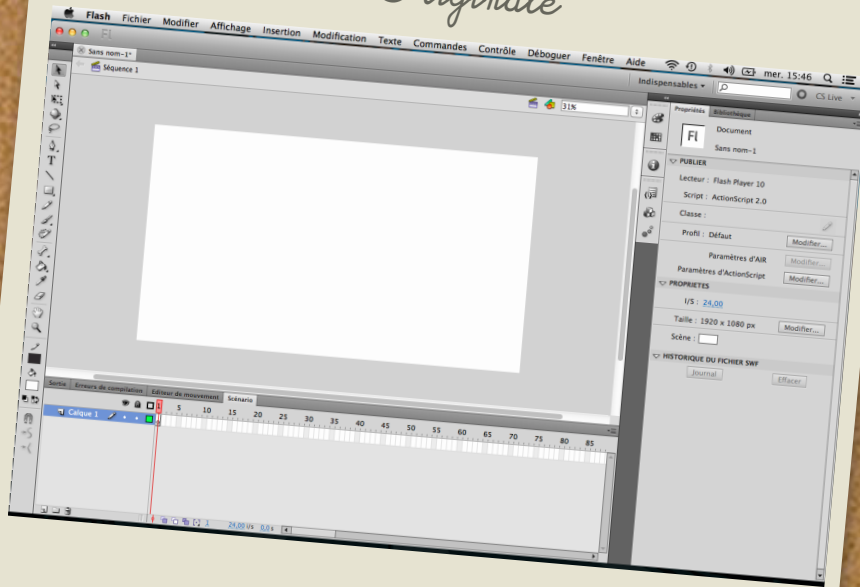 Flash Fichier Modifier Affichage Insertion Modification Texte Commandes Contrôle Déboguer Fenêtre Aide mer. 15:46
Fl
Indispensables CS Live
Sans nom-1*
Séquence 1
31%
Propriétés Bibliothèque
Fl
Document
Sans nom-1
PUBLIER
Lecteur : Flash Player 10
Script : ActionScript 2.0
Classe :
Profil : Défaut Modifier...
Paramètres d'AIR Modifier...
Paramètres d'ActionScript Modifier...
PROPRIETES
I/S : 24,00
Taille : 1920 x 1080 px Modifier...
Scène :
HISTORIQUE DU FICHIER SWF
Journal Effacer
T
Sortie Erreurs de compilation Editeur de mouvement Scénario
1 5 10 15 20 25 30 35 40 45 50 55 60 65 70 75 80 85
Calque 1
1 24,00 i/s 0,0 s